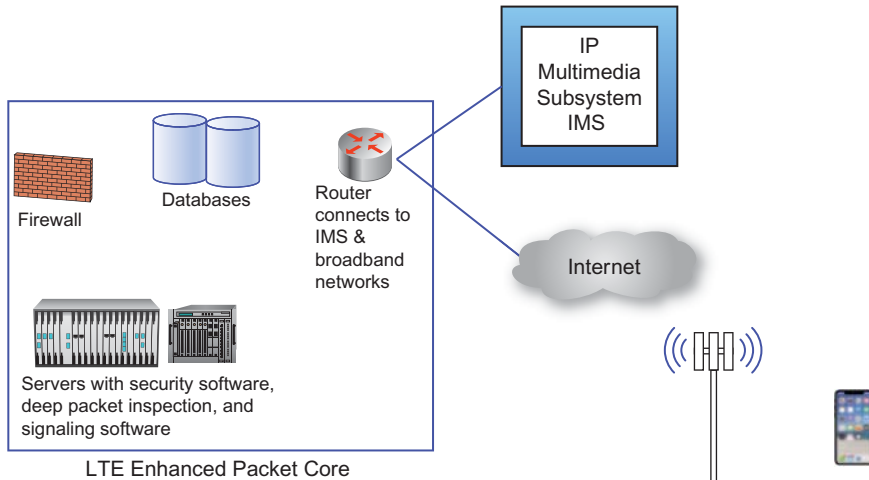 IP
Multimedia
Subsystem
IMS
Firewall
Databases
Router
connects to
IMS &
broadband
networks
Internet
Servers with security software,
deep packet inspection, and
signaling software
LTE Enhanced Packet Core